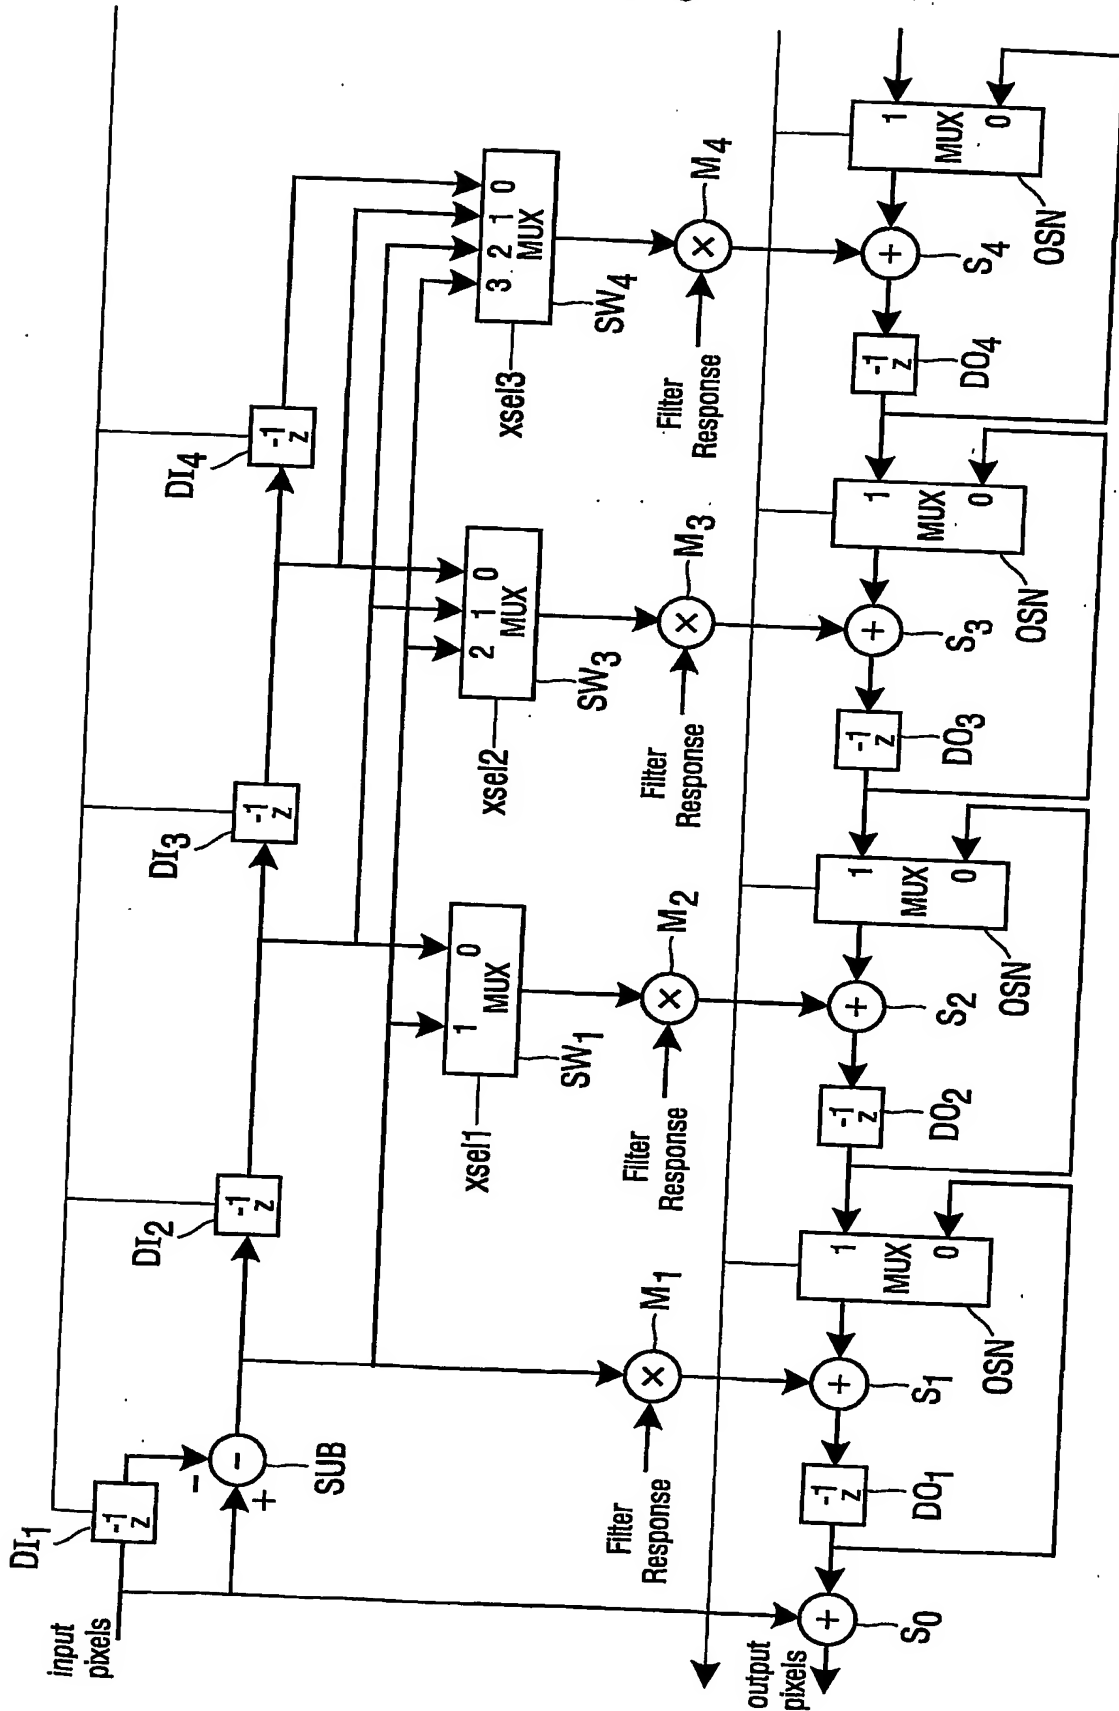 input
pixels
DI1
z-1
- +
-
SUB
DI2
z-1
DI3
z-1
DI4
z-1
xsel1
1 0
MUX
SW1
xsel2
2 1 0
MUX
SW3
xsel3
3 2 1 0
MUX
SW4
Filter
Response
×
M1
Filter
Response
×
M2
Filter
Response
×
M3
Filter
Response
×
M4
output
pixels
+
S0
z-1
DO1
+
S1
1
MUX
0
OSN
z-1
DO2
+
S2
1
MUX
0
OSN
z-1
DO3
+
S3
1
MUX
0
OSN
z-1
DO4
+
S4
1
MUX
0
OSN